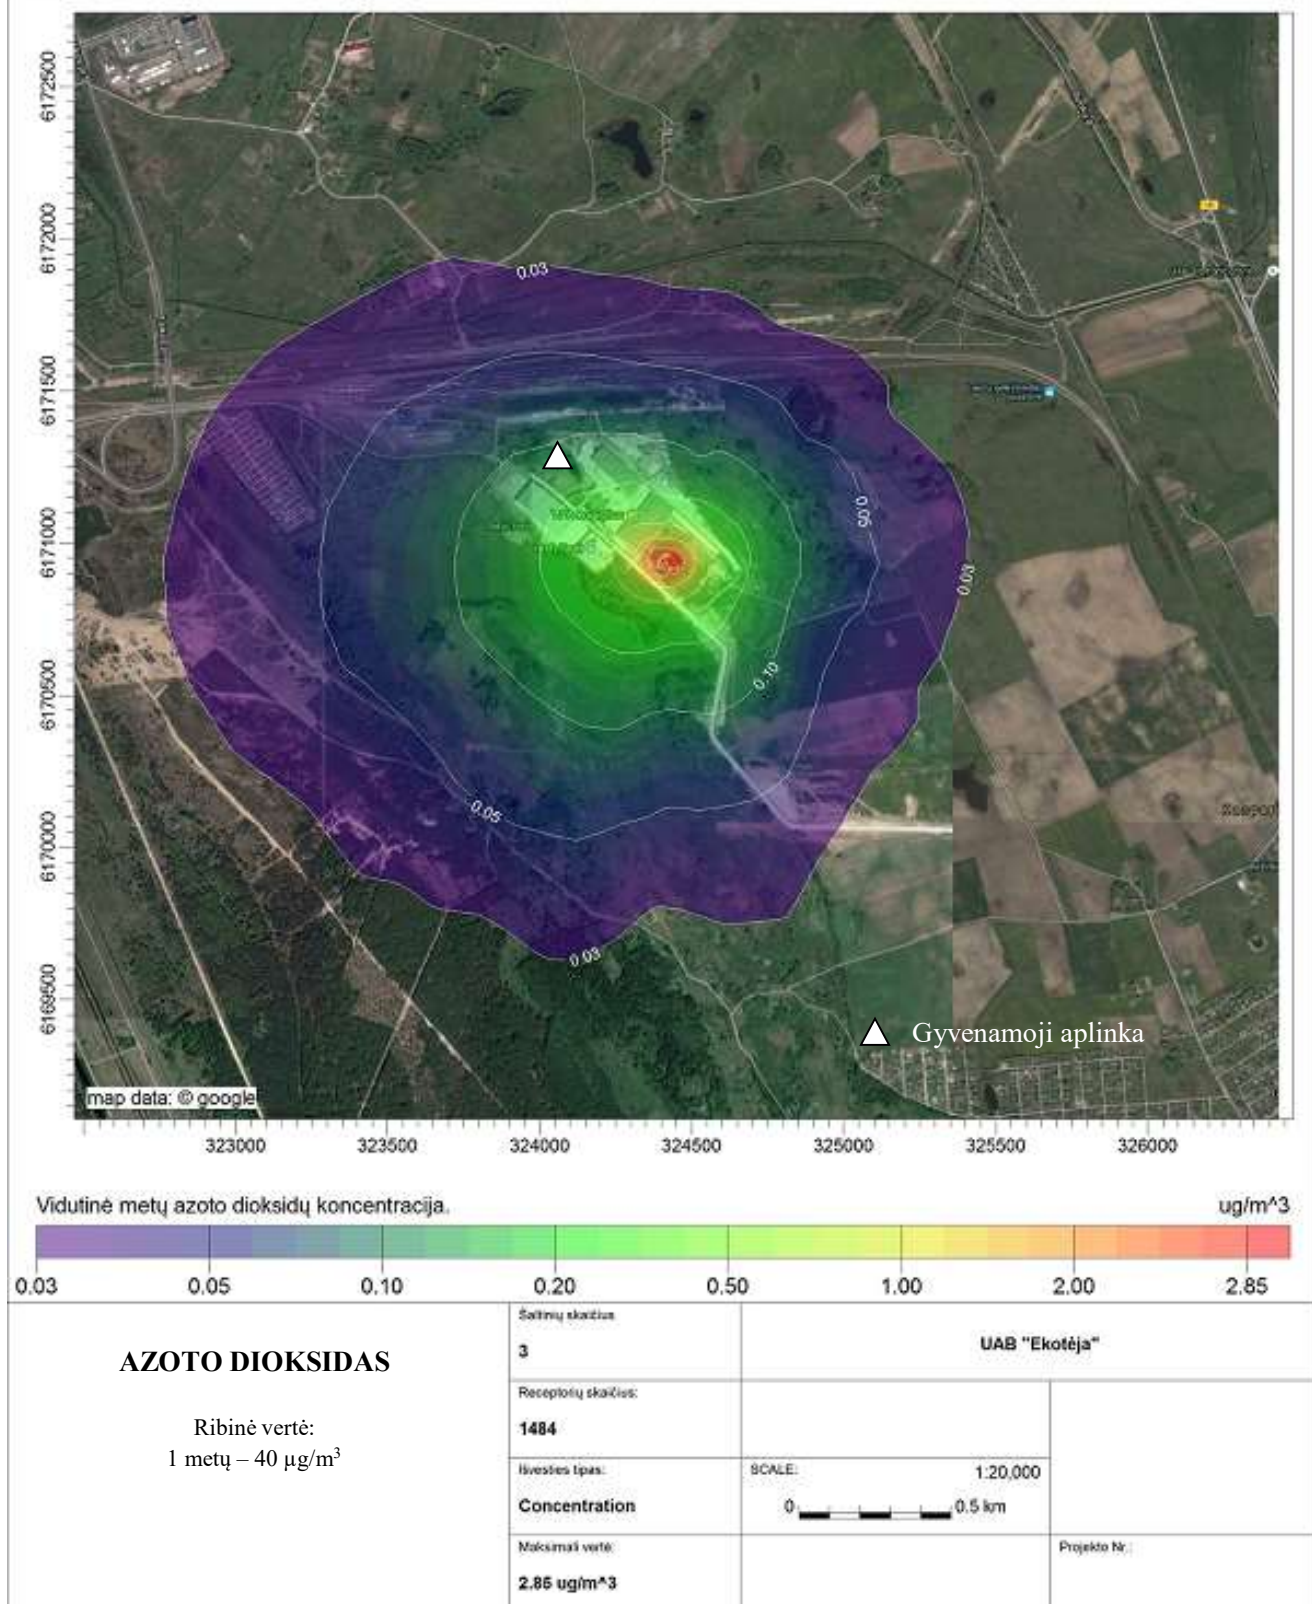 6172500
6172000
6171500
6171000
6170500
6170000
6169500
0.03
0.05
0.03
0.10
0.05
0.03
Gyvenamoji aplinka
map data: © google
323000 323500 324000 324500 325000 325500 326000
Vidutinė metų azoto dioksidų koncentracija. ug/m^3
0.03 0.05 0.10 0.20 0.50 1.00 2.00 2.85
AZOTO DIOKSIDAS
Ribinė vertė:
1 metų – 40 µg/m³
Šaltinių skaičius
3
UAB "Ekotėja"
Receptorių skaičius:
1484
Išvesties tipas:
Concentration
SCALE: 1:20,000
0 0.5 km
Maksimali vertė:
2.85 ug/m^3
Projekto Nr.: